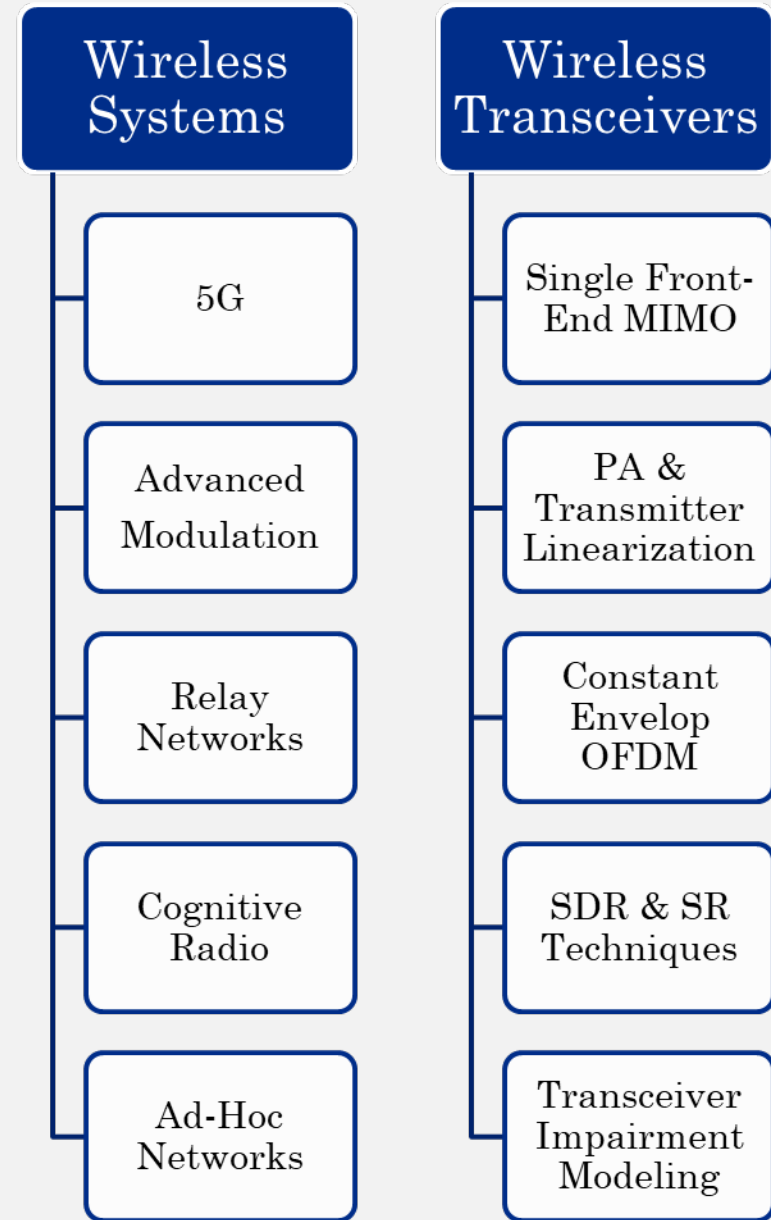 Wireless
Systems
5G
Advanced
Modulation
Relay
Networks
Cognitive
Radio
Ad-Hoc
Networks
Wireless
Transceivers
Single Front-
End MIMO
PA &
Transmitter
Linearization
Constant
Envelop
OFDM
SDR & SR
Techniques
Transceiver
Impairment
Modeling